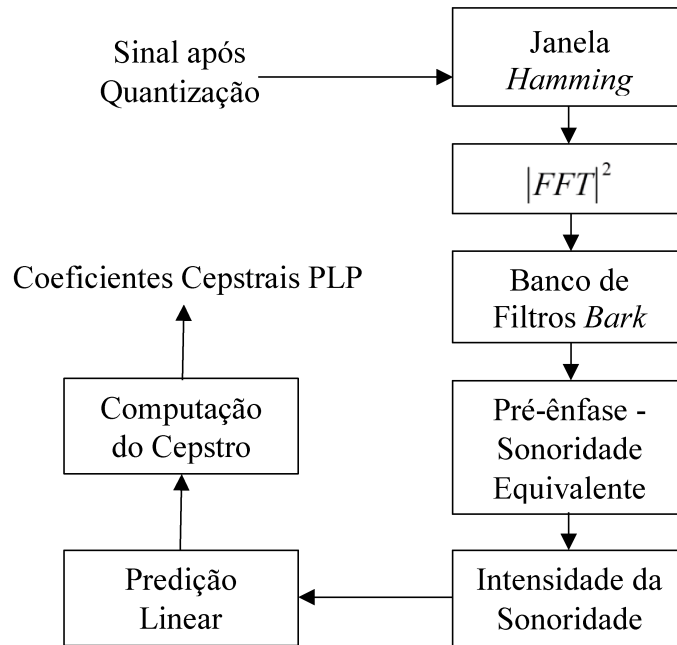 Sinal após
Quantização
Janela
Hamming
|FFT|²
Banco de
Filtros Bark
Pré-ênfase -
Sonoridade
Equivalente
Intensidade da
Sonoridade
Predição
Linear
Computação
do Cepstro
Coeficientes Cepstrais PLP